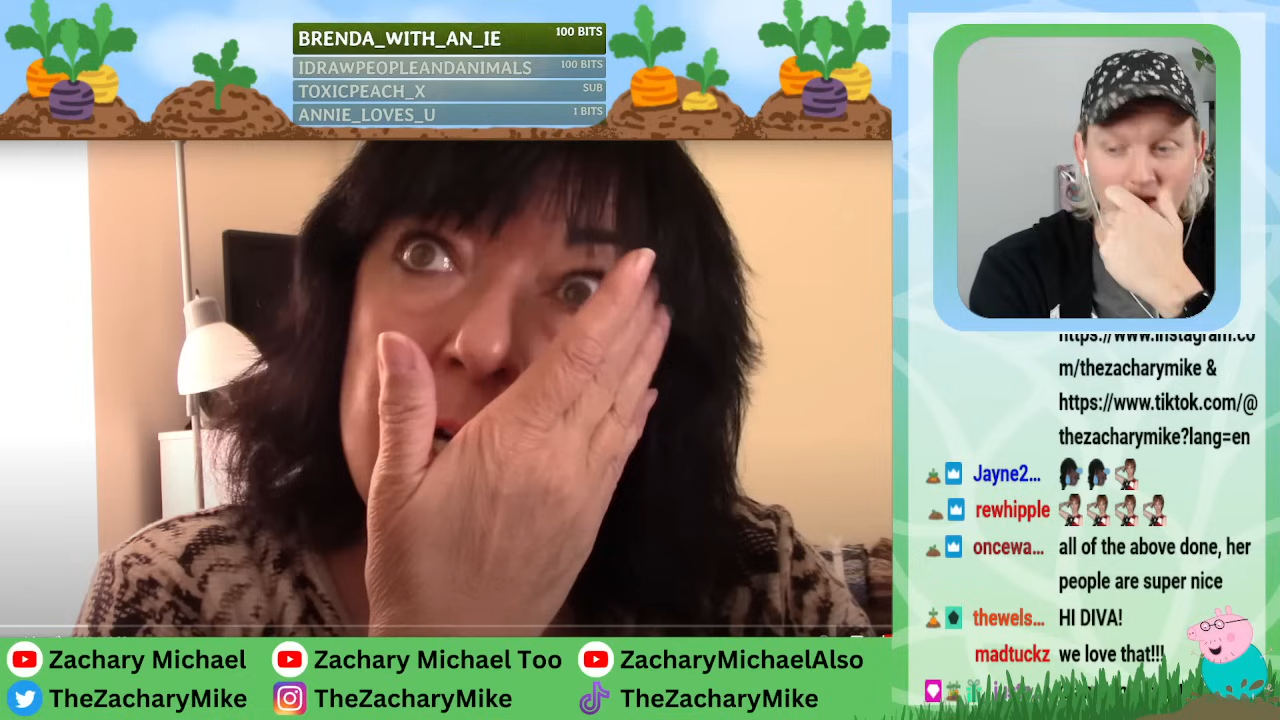 BRENDA_WITH_AN_IE 100 BITS
IDRAWPEOPLEANDANIMALS 100 BITS
TOXICPEACH_X SUB
ANNIE_LOVES_U 1 BITS
https://www.instagram.co
m/thezacharymike &
https://www.tiktok.com/@
thezacharymike?lang=en
Jayne2...
rewhipple
oncewa... all of the above done, her
people are super nice
thewels... HI DIVA!
madtuckz we love that!!!
Zachary Michael Zachary Michael Too ZacharyMichaelAlso
TheZacharyMike TheZacharyMike TheZacharyMike